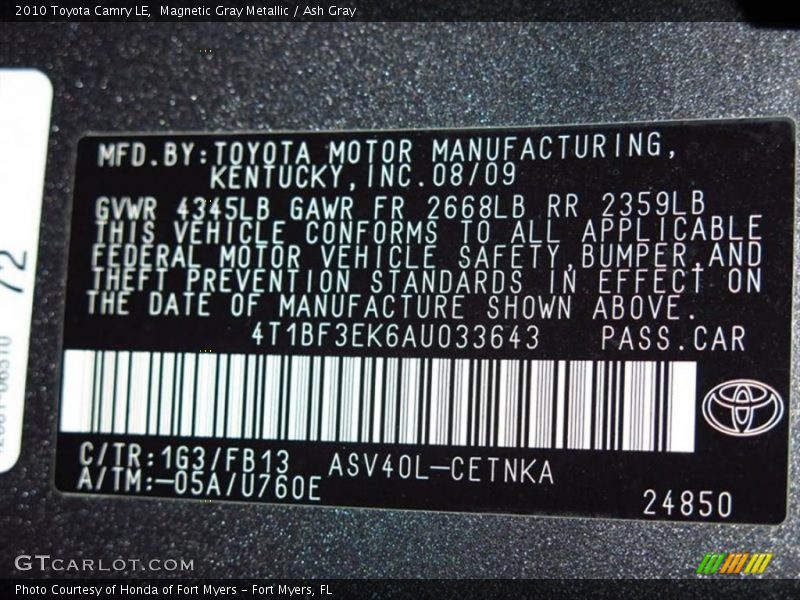 2010 Toyota Camry LE, Magnetic Gray Metallic / Ash Gray
MFD.BY:TOYOTA MOTOR MANUFACTURING,
KENTUCKY,INC.08/09
GVWR 4345LB GAWR FR 2668LB RR 2359LB
THIS VEHICLE CONFORMS TO ALL APPLICABLE
FEDERAL MOTOR VEHICLE SAFETY,BUMPER,AND
THEFT PREVENTION STANDARDS IN EFFECT ON
THE DATE OF MANUFACTURE SHOWN ABOVE.
4T1BF3EK6AU033643 PASS.CAR
C/TR:1G3/FB13 ASV40L-CETNKA
A/TM:-05A/U760E
24850
72
GTCARLOT.COM
Photo Courtesy of Honda of Fort Myers - Fort Myers, FL